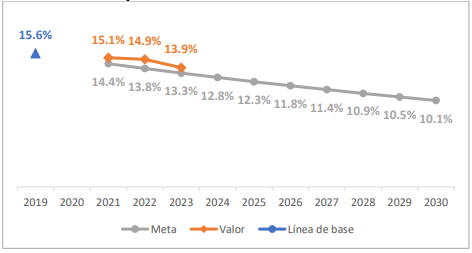 15.6%
15.1% 14.9% 13.9%
14.4% 13.8% 13.3% 12.8% 12.3% 11.8% 11.4% 10.9% 10.5% 10.1%
2019 2020 2021 2022 2023 2024 2025 2026 2027 2028 2029 2030
Meta Valor Línea de base